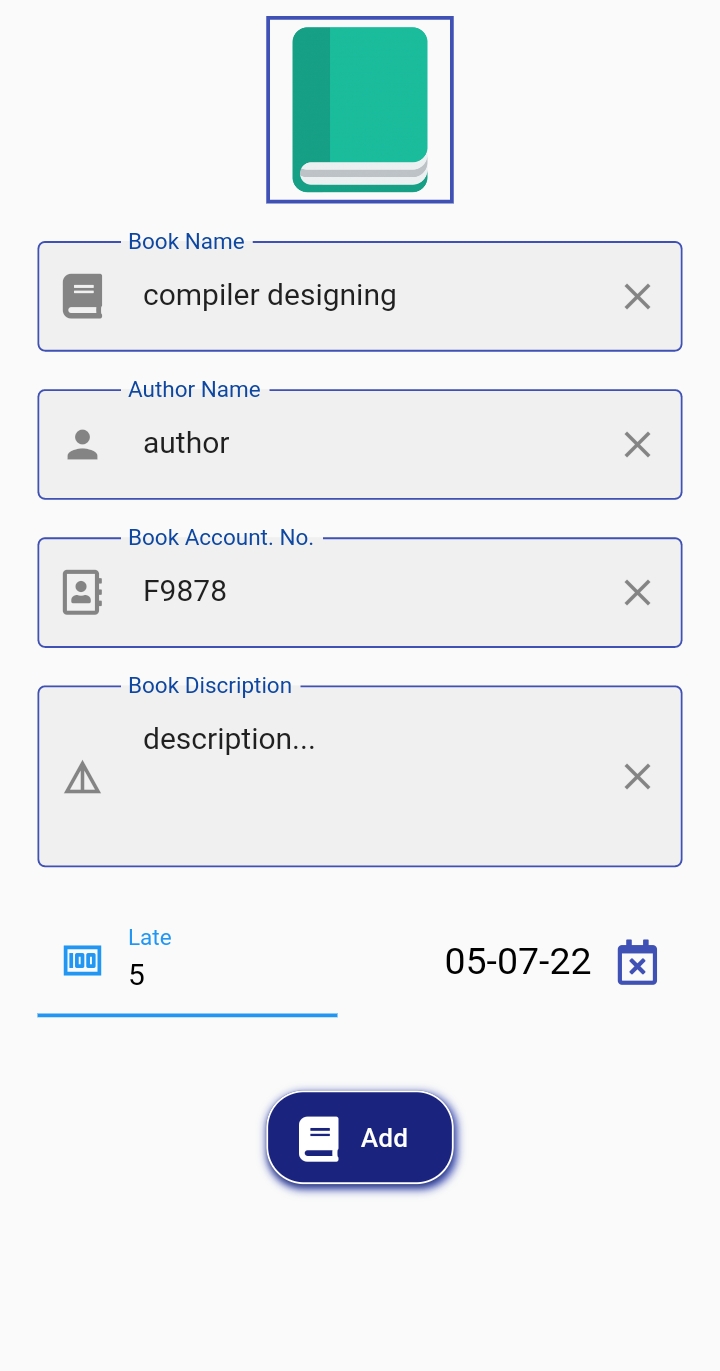 Book Name
compiler designing
Author Name
author
Book Account. No.
F9878
Book Discription
description...
Late
5
05-07-22
Add